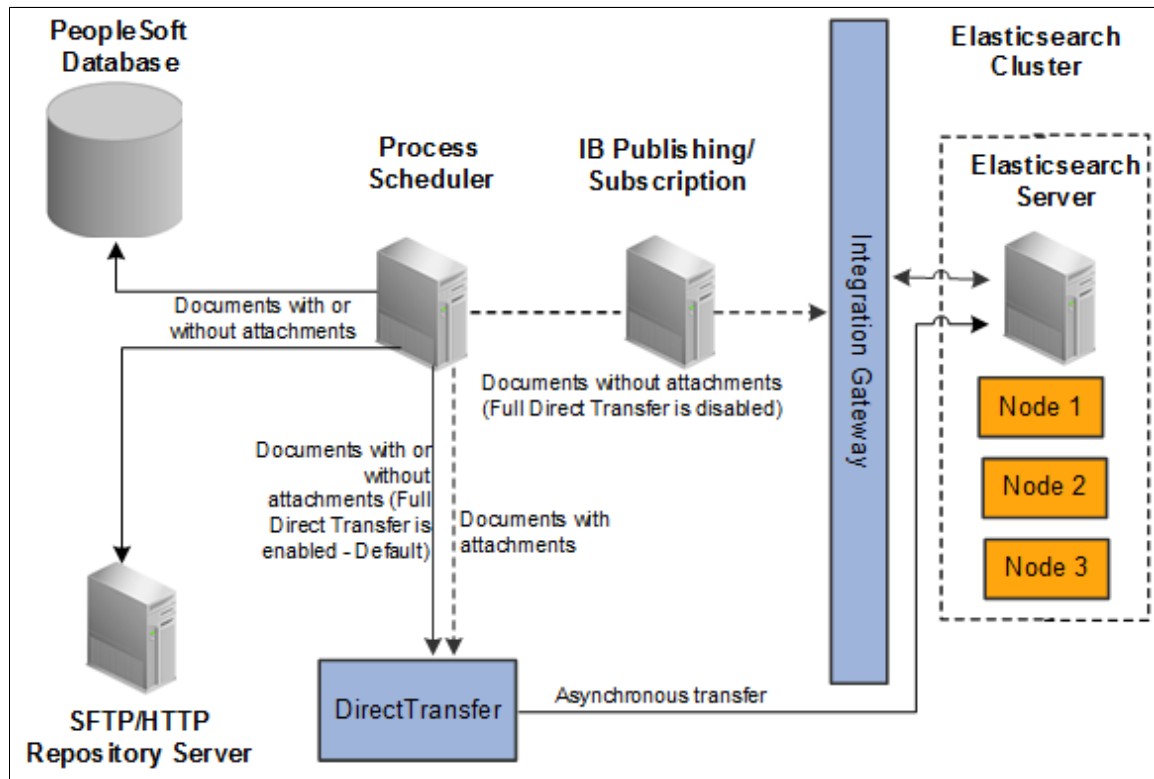 PeopleSoft
Database
Elasticsearch
Cluster
Process
Scheduler
IB Publishing/
Subscription
Elasticsearch
Server
Integration Gateway
Documents with or
without attachments
Documents without attachments
(Full Direct Transfer is disabled)
Node 1
Node 2
Node 3
Documents with or
without
attachments (Full
Direct Transfer is
enabled - Default)
Documents with
attachments
DirectTransfer
Asynchronous transfer
SFTP/HTTP
Repository Server